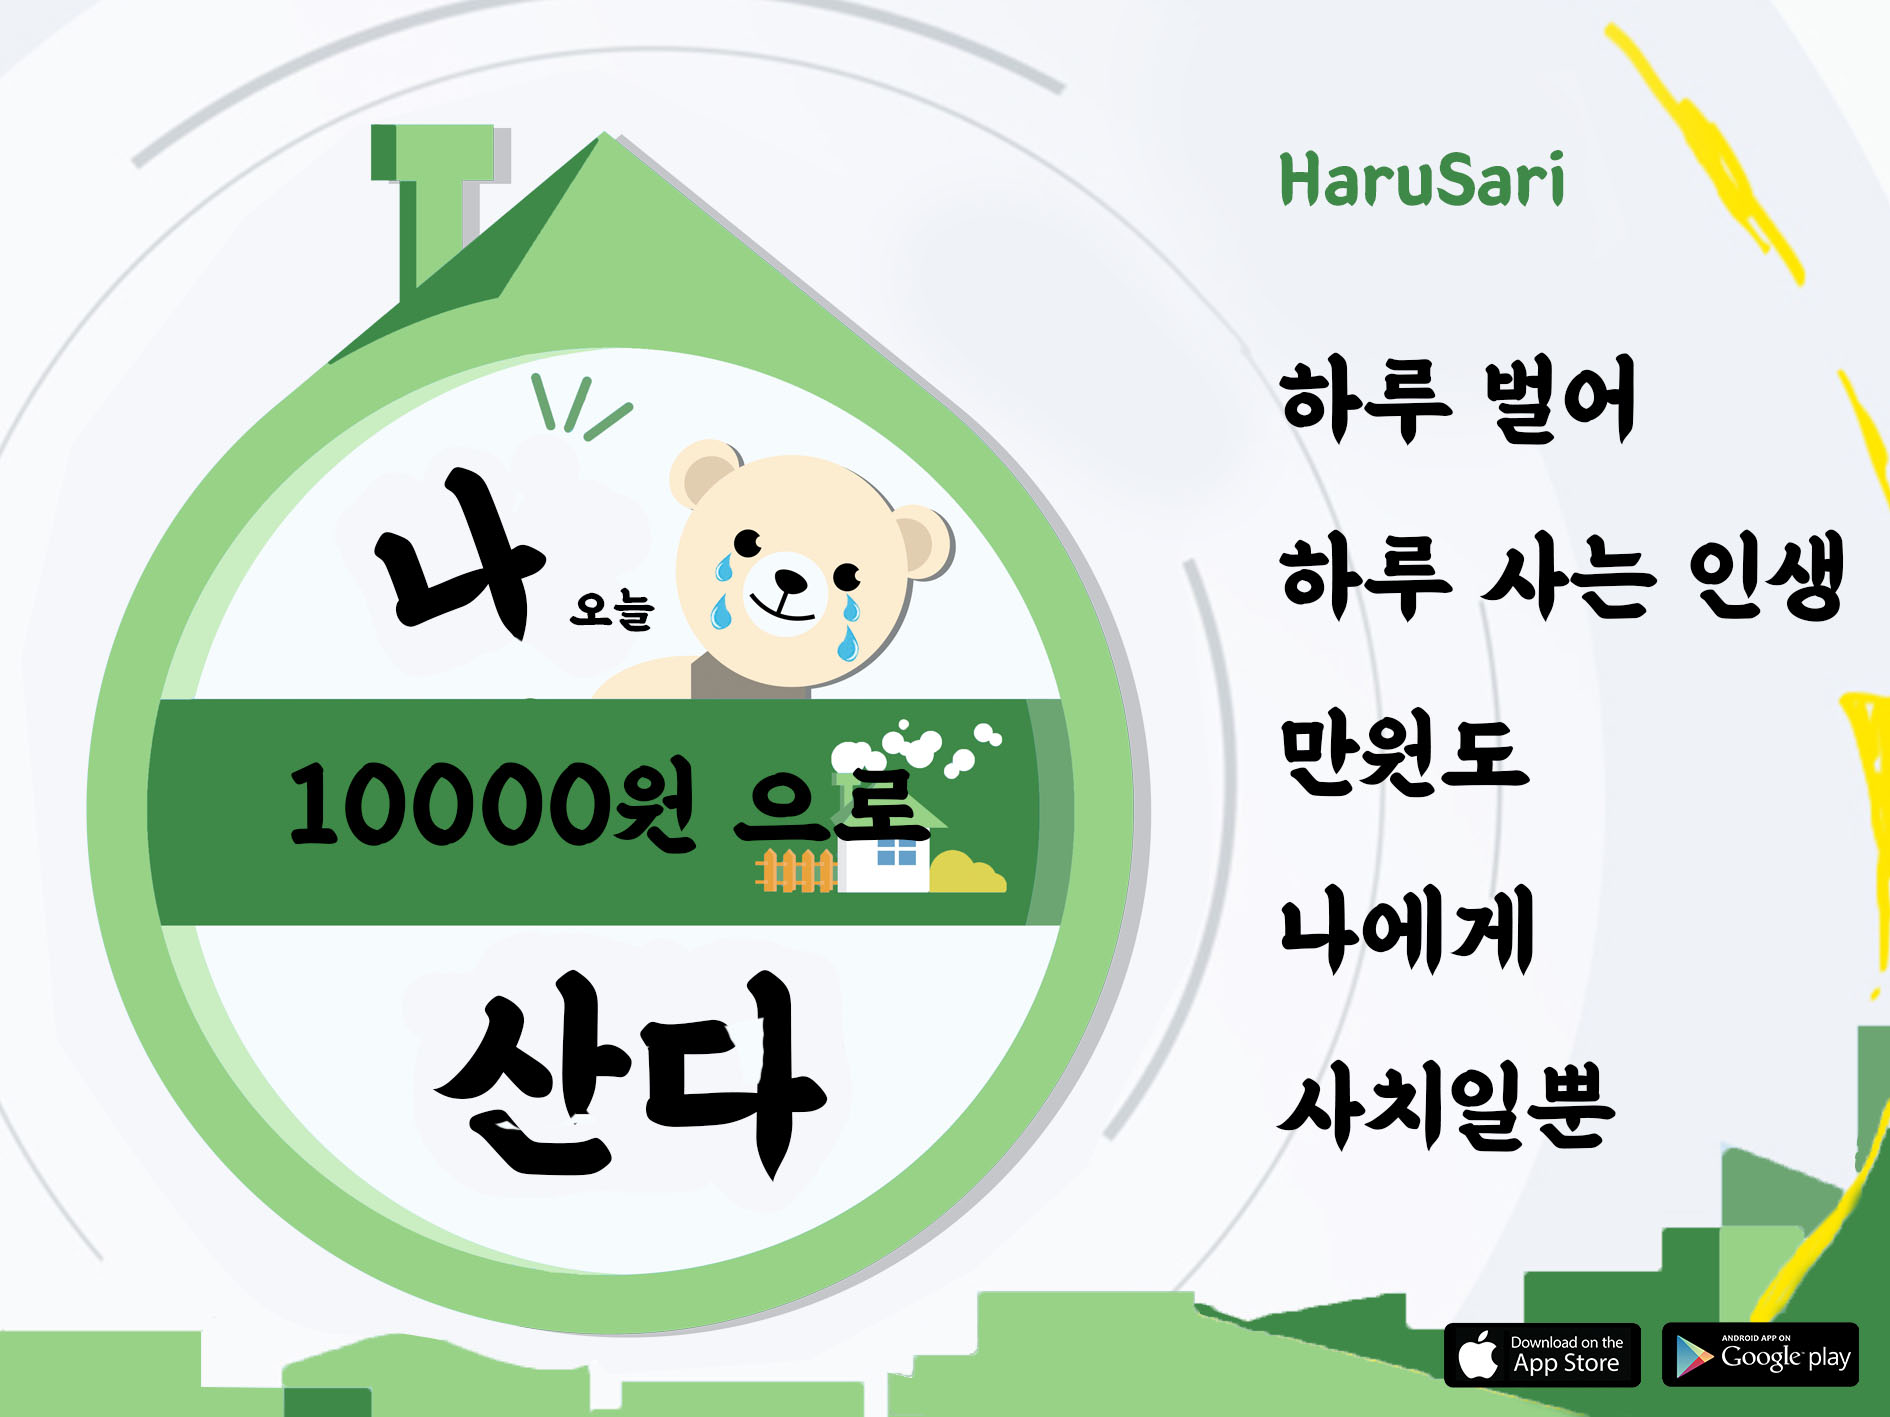 나 오늘
10000원 으로
산다
HaruSari
하루 벌어
하루 사는 인생
만원도
나에게
사치일뿐
Download on the
App Store
ANDROID APP ON
Google play